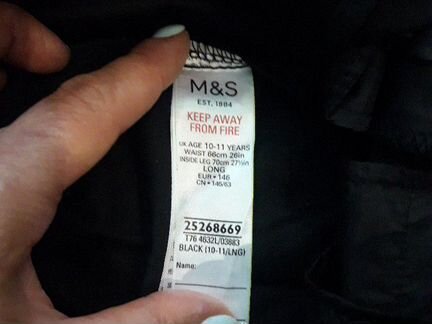 M&S
EST. 1884
KEEP AWAY
FROM FIRE
UK AGE 10-11 YEARS
WAIST 66cm 26in
INSIDE LEG 70cm 27½in
LONG
EUR • 146
CN • 146/63
25268669
T76 4632L/03883
BLACK (10-11/LNG)
Name: